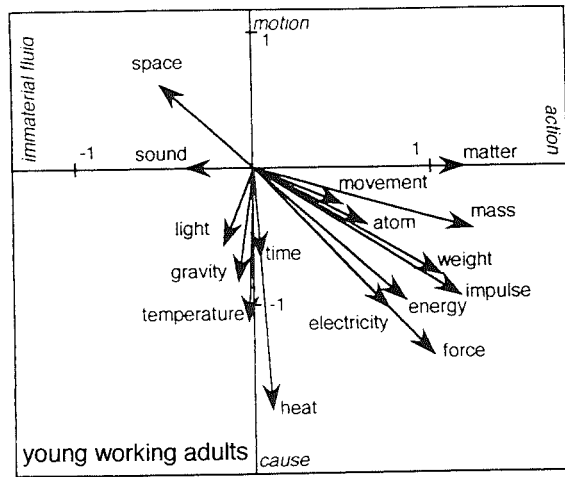 motion
1
space
immaterial fluid
action
-1
sound
1
matter
movement
mass
atom
light
time
gravity
weight
impulse
temperature
-1
electricity
energy
force
heat
young working adults
cause